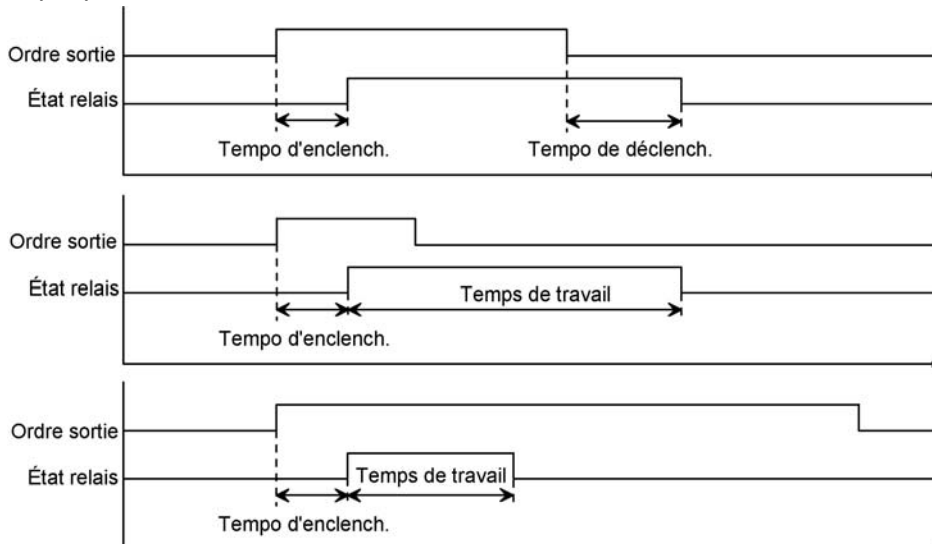 Ordre sortie
État relais
Tempo d'enclench.
Tempo de déclench.
Ordre sortie
État relais
Temps de travail
Tempo d'enclench.
Ordre sortie
État relais
Temps de travail
Tempo d'enclench.